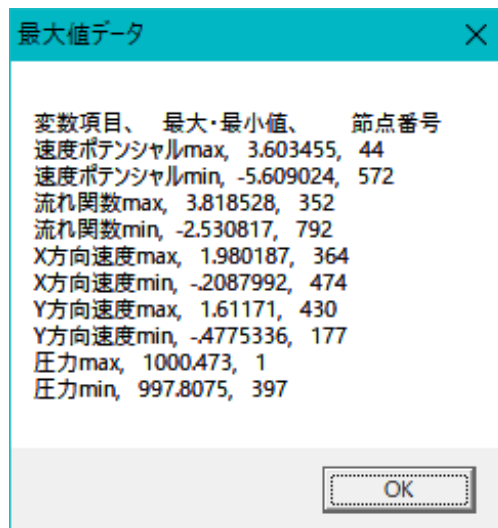 最大値データ
変数項目、 最大・最小値、 節点番号
速度ポテンシャルmax, 3.603455, 44
速度ポテンシャルmin, -5.609024, 572
流れ関数max, 3.818528, 352
流れ関数min, -2.530817, 792
X方向速度max, 1.980187, 364
X方向速度min, -.2087992, 474
Y方向速度max, 1.61171, 430
Y方向速度min, -.4775336, 177
圧力max, 1000.473, 1
圧力min, 997.8075, 397
OK